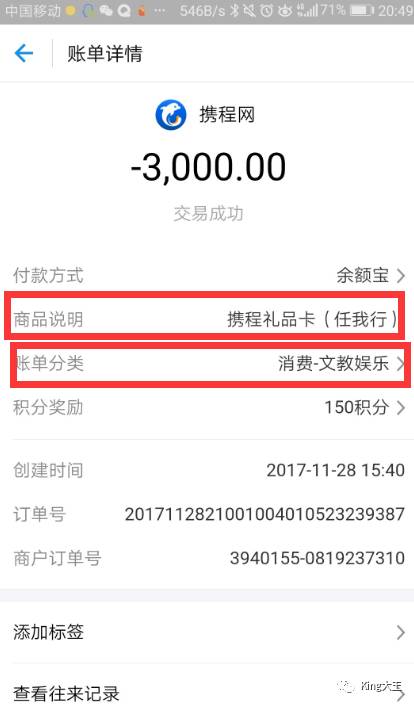 中国移动 ··· 546B/s 4G 71% 20:49
账单详情
携程网
-3,000.00
交易成功
付款方式 余额宝
商品说明 携程礼品卡（任我行）
账单分类 消费-文教娱乐
积分奖励 150积分
创建时间 2017-11-28 15:40
订单号 2017112821001004010523239387
商户订单号 3940155-0819237310
添加标签
King大王
查看往来记录